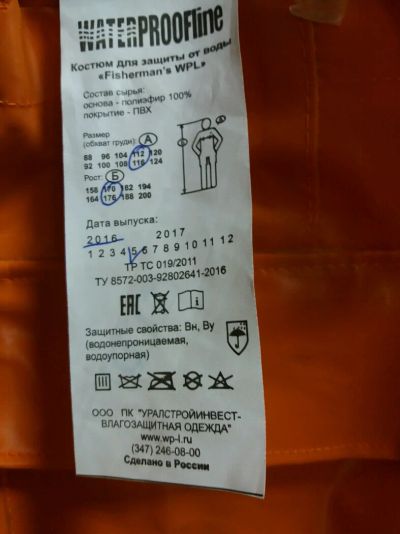 WATERPROOFline
Костюм для защиты от воды
«Fisherman's WPL»
Состав сырья:
основа - полиэфир 100%
покрытие - ПВХ
Размер А
(обхват груди):
88 96 104 112 120
92 100 108 116 124
Рост: Б
158 170 182 194
164 176 188 200
Дата выпуска:
2016 2017
1 2 3 4 5 6 7 8 9 10 11 12
ТР ТС 019/2011
ТУ 8572-003-92802641-2016
EAC
Защитные свойства: Вн, Ву
(водонепроницаемая,
водоупорная)
ООО ПК "УРАЛСТРОЙИНВЕСТ-
ВЛАГОЗАЩИТНАЯ ОДЕЖДА"
www.wp-l.ru
(347) 246-08-00
Сделано в России